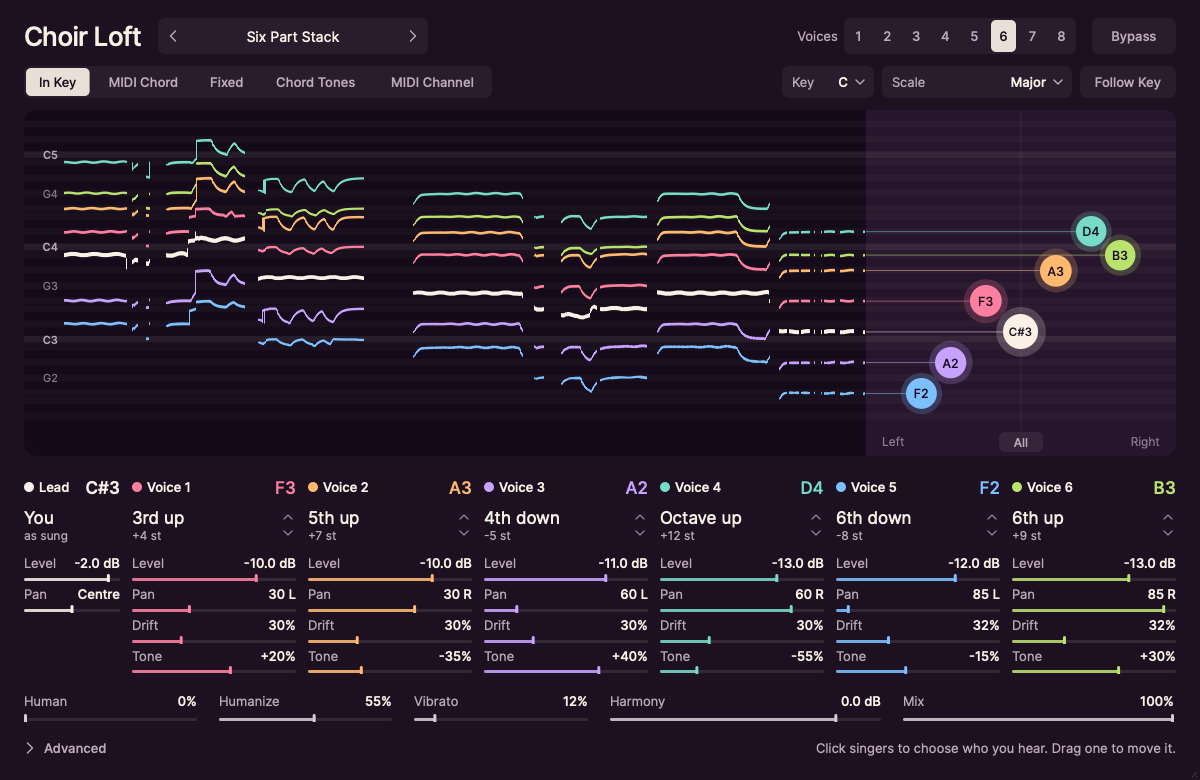 Choir Loft
Six Part Stack
Voices 1 2 3 4 5 6 7 8 Bypass
In Key MIDI Chord Fixed Chord Tones MIDI Channel
Key C Scale Major Follow Key
C5
G4
C4
G3
C3
G2
D4
B3
A3
F3
C#3
A2
F2
Left All Right
Lead C#3 Voice 1 F3 Voice 2 A3 Voice 3 A2 Voice 4 D4 Voice 5 F2 Voice 6 B3
You 3rd up 5th up 4th down Octave up 6th down 6th up
as sung +4 st +7 st -5 st +12 st -8 st +9 st
Level -2.0 dB Level -10.0 dB Level -10.0 dB Level -11.0 dB Level -13.0 dB Level -12.0 dB Level -13.0 dB
Pan Centre Pan 30 L Pan 30 R Pan 60 L Pan 60 R Pan 85 L Pan 85 R
Drift 30% Drift 30% Drift 30% Drift 30% Drift 32% Drift 32%
Tone +20% Tone -35% Tone +40% Tone -55% Tone -15% Tone +30%
Human 0% Humanize 55% Vibrato 12% Harmony 0.0 dB Mix 100%
Advanced Click singers to choose who you hear. Drag one to move it.